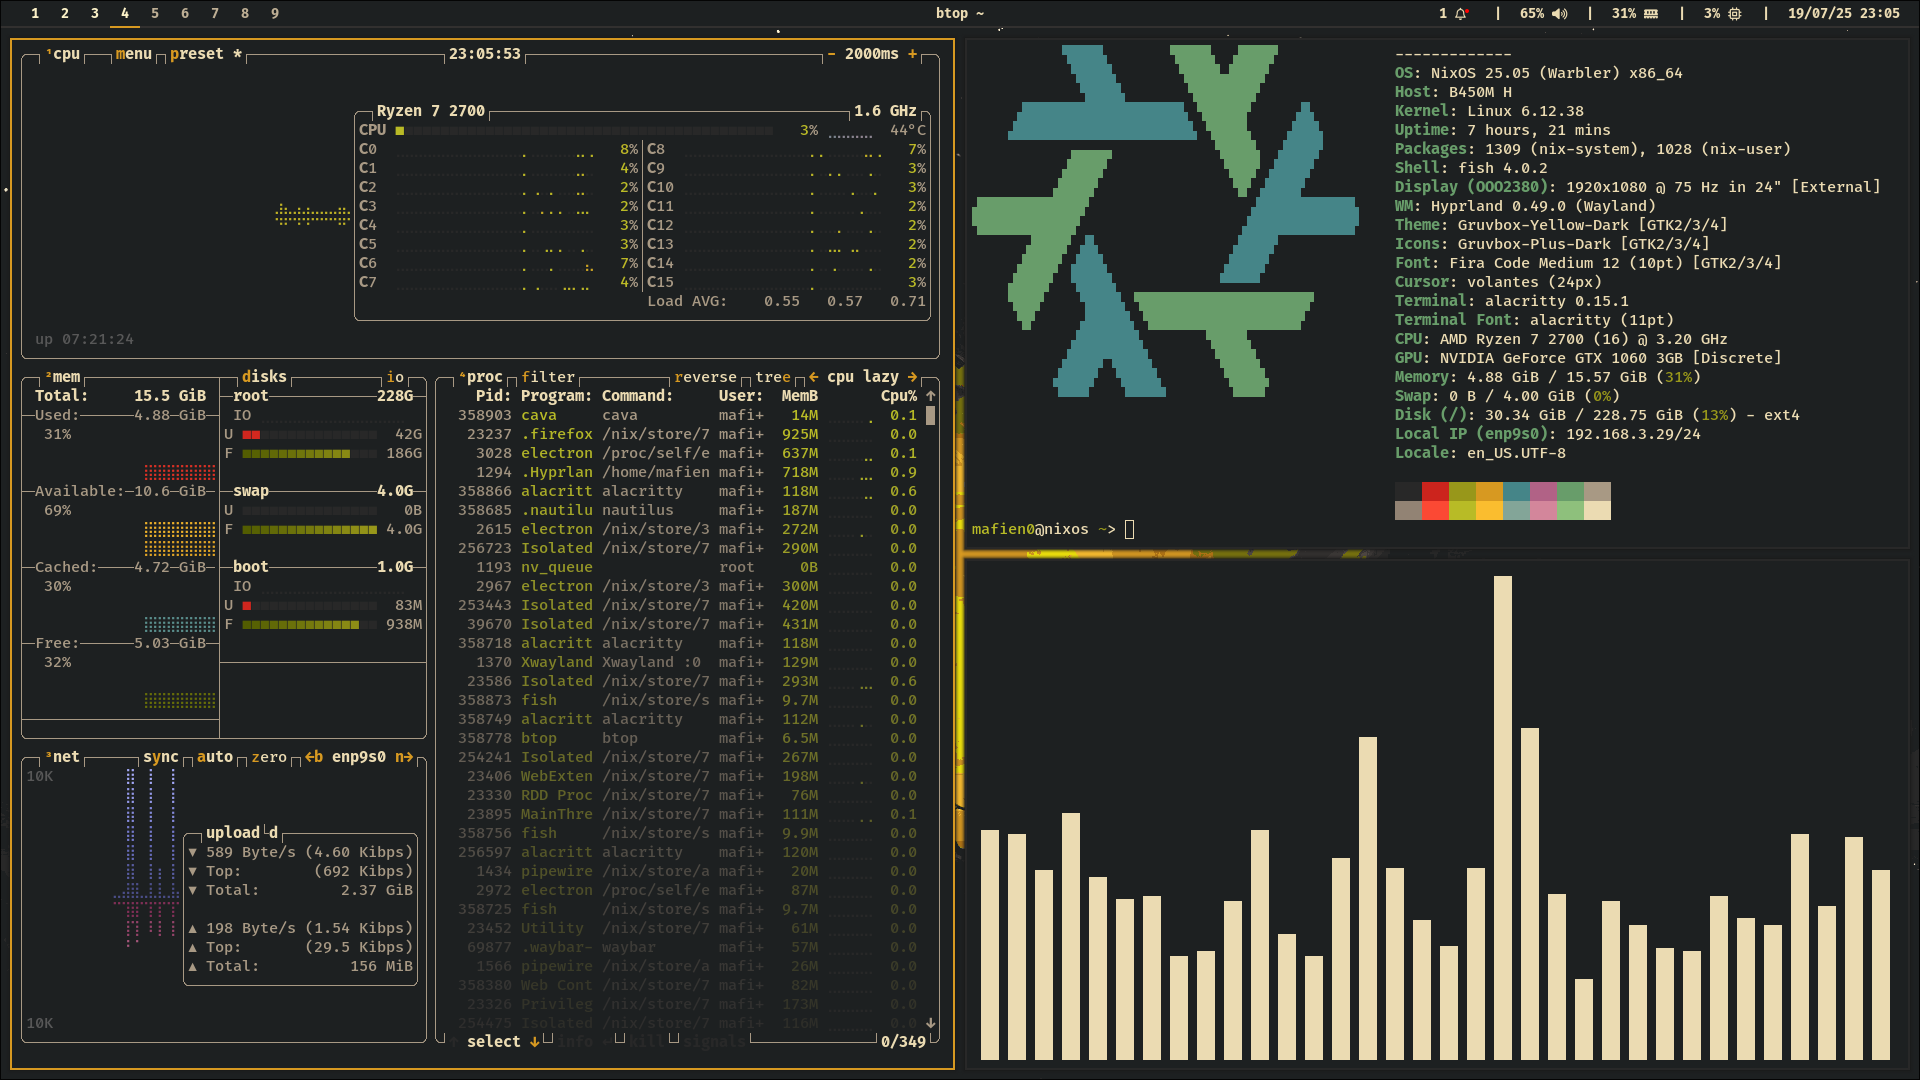 1 2 3 4 5 6 7 8 9
btop ~
1 | 65% | 31% | 3% | 19/07/25 23:05
¹cpu menu preset * 23:05:53 - 2000ms +
Ryzen 7 2700 1.6 GHz
CPU 3% 44°C
C0 8% C8 7%
C1 4% C9 3%
C2 2% C10 3%
C3 2% C11 2%
C4 3% C12 2%
C5 3% C13 2%
C6 7% C14 2%
C7 4% C15 3%
Load AVG: 0.55 0.57 0.71
up 07:21:24
²mem disks io
Total: 15.5 GiB root 228G
Used: 4.88 GiB IO
31% U 42G
F 186G
Available: 10.6 GiB swap 4.0G
69% U 0B
F 4.0G
Cached: 4.72 GiB boot 1.0G
30% IO
U 83M
F 938M
Free: 5.03 GiB
32%
³net sync auto zero ←b enp9s0 n→
10K
upload d
▼ 589 Byte/s (4.60 Kibps)
▼ Top: (692 Kibps)
▼ Total: 2.37 GiB
▲ 198 Byte/s (1.54 Kibps)
▲ Top: (29.5 Kibps)
▲ Total: 156 MiB
10K
⁴proc filter reverse tree ← cpu lazy →
Pid: Program: Command: User: MemB Cpu% ↑
358903 cava cava mafi+ 14M 0.1
23237 .firefox /nix/store/7 mafi+ 925M 0.0
3028 electron /proc/self/e mafi+ 637M 0.1
1294 .Hyprlan /home/mafien mafi+ 718M 0.9
358866 alacritt alacritty mafi+ 118M 0.6
358685 .nautilu nautilus mafi+ 187M 0.0
2615 electron /nix/store/3 mafi+ 272M 0.0
256723 Isolated /nix/store/7 mafi+ 290M 0.0
1193 nv_queue root 0B 0.0
2967 electron /nix/store/3 mafi+ 300M 0.0
253443 Isolated /nix/store/7 mafi+ 420M 0.0
39670 Isolated /nix/store/7 mafi+ 431M 0.0
358718 alacritt alacritty mafi+ 118M 0.0
1370 Xwayland Xwayland :0 mafi+ 129M 0.0
23586 Isolated /nix/store/7 mafi+ 293M 0.6
358873 fish /nix/store/s mafi+ 9.7M 0.0
358749 alacritt alacritty mafi+ 112M 0.0
358778 btop btop mafi+ 6.5M 0.0
254241 Isolated /nix/store/7 mafi+ 267M 0.0
23406 WebExten /nix/store/7 mafi+ 198M 0.0
23330 RDD Proc /nix/store/7 mafi+ 76M 0.0
23895 MainThre /nix/store/7 mafi+ 111M 0.1
358756 fish /nix/store/s mafi+ 9.9M 0.0
256597 alacritt alacritty mafi+ 120M 0.0
1434 pipewire /nix/store/a mafi+ 20M 0.0
2972 electron /proc/self/e mafi+ 87M 0.0
358725 fish /nix/store/s mafi+ 9.7M 0.0
23452 Utility /nix/store/7 mafi+ 61M 0.0
69877 .waybar- waybar mafi+ 57M 0.0
1566 pipewire /nix/store/a mafi+ 26M 0.0
358380 Web Cont /nix/store/7 mafi+ 82M 0.0
23326 Privileg /nix/store/7 mafi+ 173M 0.0
254475 Isolated /nix/store/7 mafi+ 116M 0.0 ↓
↑ select ↓ info kill signals 0/349
-------------
OS: NixOS 25.05 (Warbler) x86_64
Host: B450M H
Kernel: Linux 6.12.38
Uptime: 7 hours, 21 mins
Packages: 1309 (nix-system), 1028 (nix-user)
Shell: fish 4.0.2
Display (OOO2380): 1920x1080 @ 75 Hz in 24" [External]
WM: Hyprland 0.49.0 (Wayland)
Theme: Gruvbox-Yellow-Dark [GTK2/3/4]
Icons: Gruvbox-Plus-Dark [GTK2/3/4]
Font: Fira Code Medium 12 (10pt) [GTK2/3/4]
Cursor: volantes (24px)
Terminal: alacritty 0.15.1
Terminal Font: alacritty (11pt)
CPU: AMD Ryzen 7 2700 (16) @ 3.20 GHz
GPU: NVIDIA GeForce GTX 1060 3GB [Discrete]
Memory: 4.88 GiB / 15.57 GiB (31%)
Swap: 0 B / 4.00 GiB (0%)
Disk (/): 30.34 GiB / 228.75 GiB (13%) - ext4
Local IP (enp9s0): 192.168.3.29/24
Locale: en_US.UTF-8
mafien0@nixos ~>